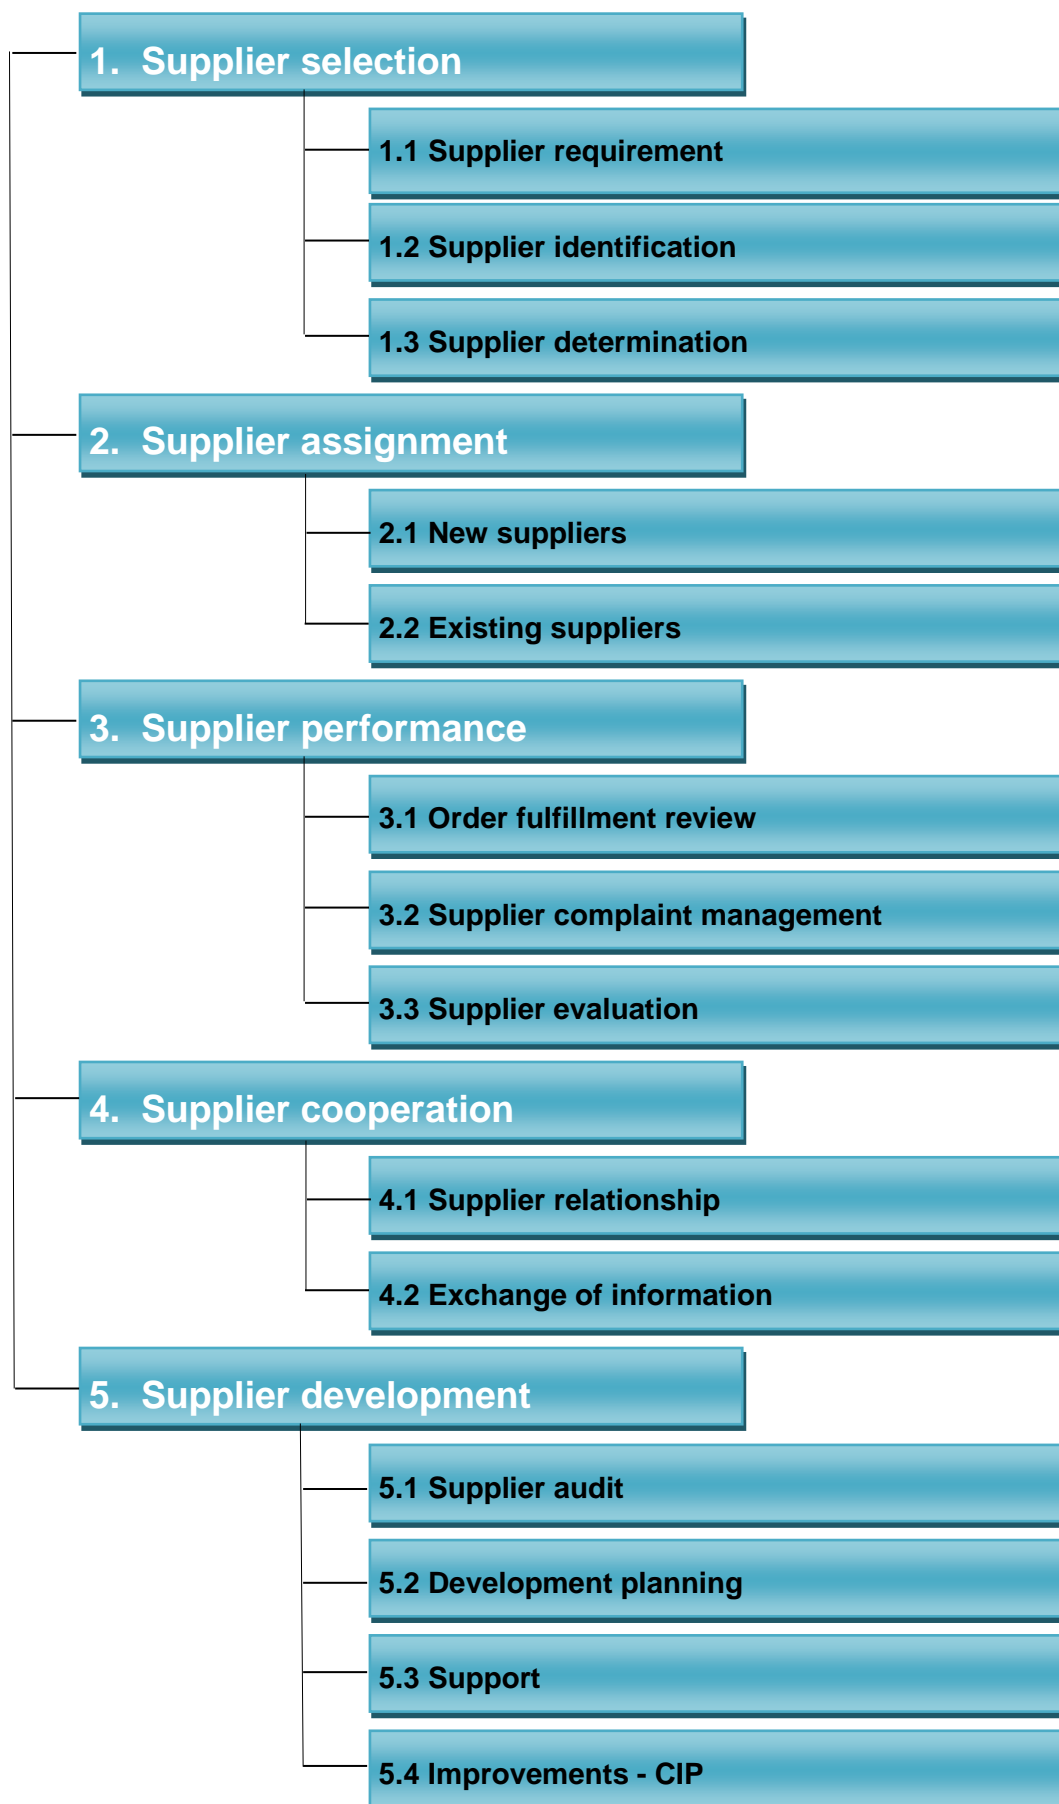 1. Supplier selection
1.1 Supplier requirement
1.2 Supplier identification
1.3 Supplier determination
2. Supplier assignment
2.1 New suppliers
2.2 Existing suppliers
3. Supplier performance
3.1 Order fulfillment review
3.2 Supplier complaint management
3.3 Supplier evaluation
4. Supplier cooperation
4.1 Supplier relationship
4.2 Exchange of information
5. Supplier development
5.1 Supplier audit
5.2 Development planning
5.3 Support
5.4 Improvements - CIP